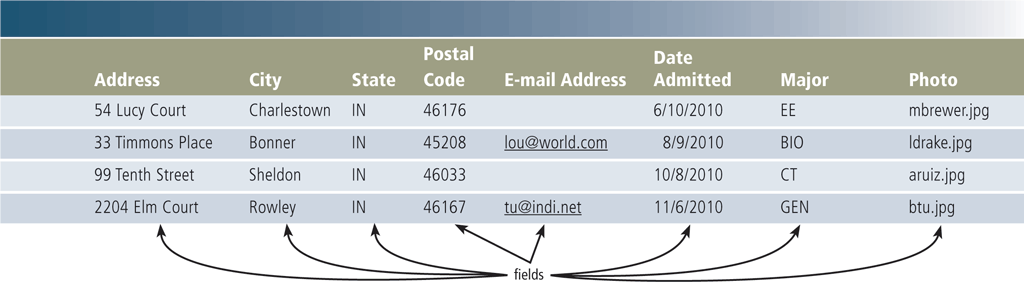 Address City State Postal Code E-mail Address Date Admitted Major Photo
54 Lucy Court Charlestown IN 46176 6/10/2010 EE mbrewer.jpg
33 Timmons Place Bonner IN 45208 lou@world.com 8/9/2010 BIO ldrake.jpg
99 Tenth Street Sheldon IN 46033 10/8/2010 CT aruiz.jpg
2204 Elm Court Rowley IN 46167 tu@indi.net 11/6/2010 GEN btu.jpg
fields